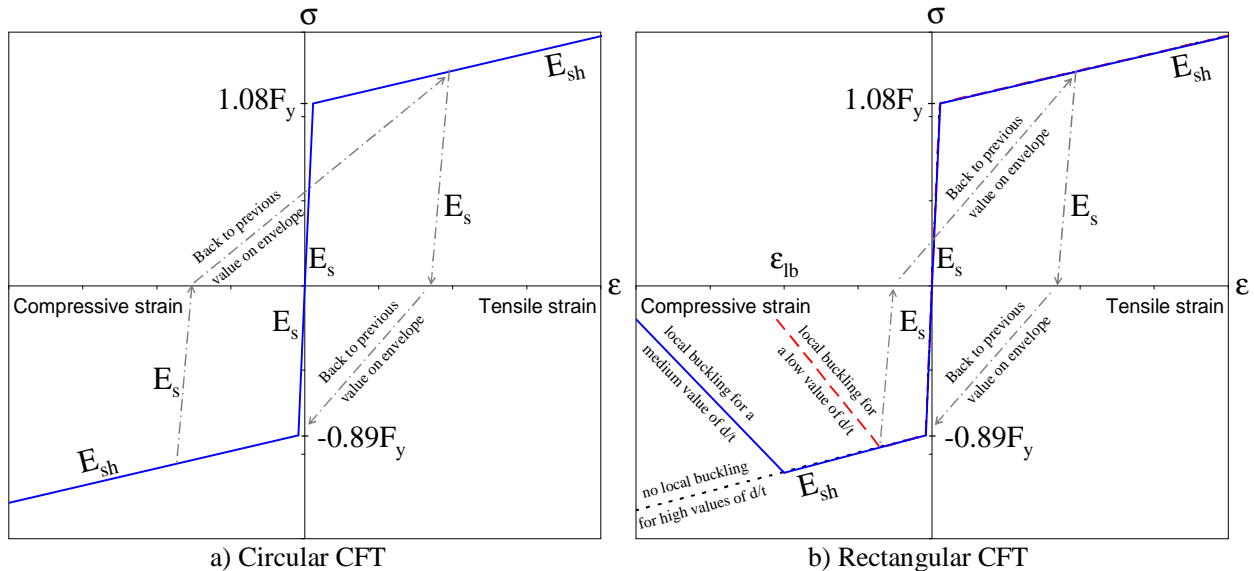 σ
E_sh
1.08F_y
Back to previous
value on envelope
E_s
E_s
ε
Compressive strain
Tensile strain
E_s
E_s
Back to previous
value on envelope
-0.89F_y
E_sh
a) Circular CFT
σ
E_sh
1.08F_y
Back to previous
value on envelope
E_s
E_s
ε_lb
ε
Compressive strain
Tensile strain
E_s
local buckling for a
medium value of d/t
local buckling for
a low value of d/t
Back to previous
value on envelope
-0.89F_y
no local buckling
for high values of d/t
E_sh
b) Rectangular CFT